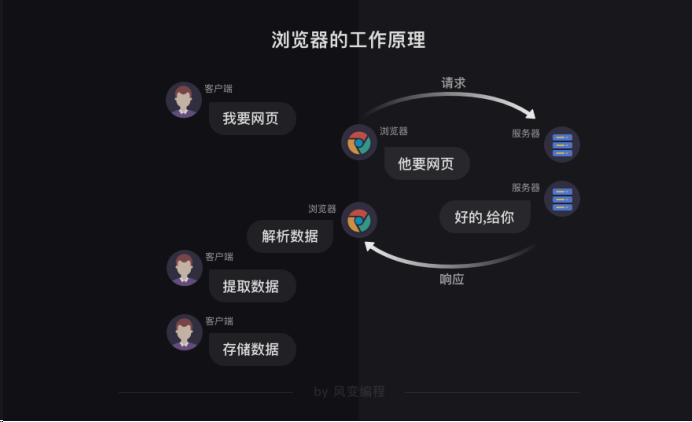 浏览器的工作原理
客户端
我要网页
请求
浏览器
他要网页
服务器
服务器
好的,给你
浏览器
解析数据
响应
客户端
提取数据
客户端
存储数据
by 风变编程